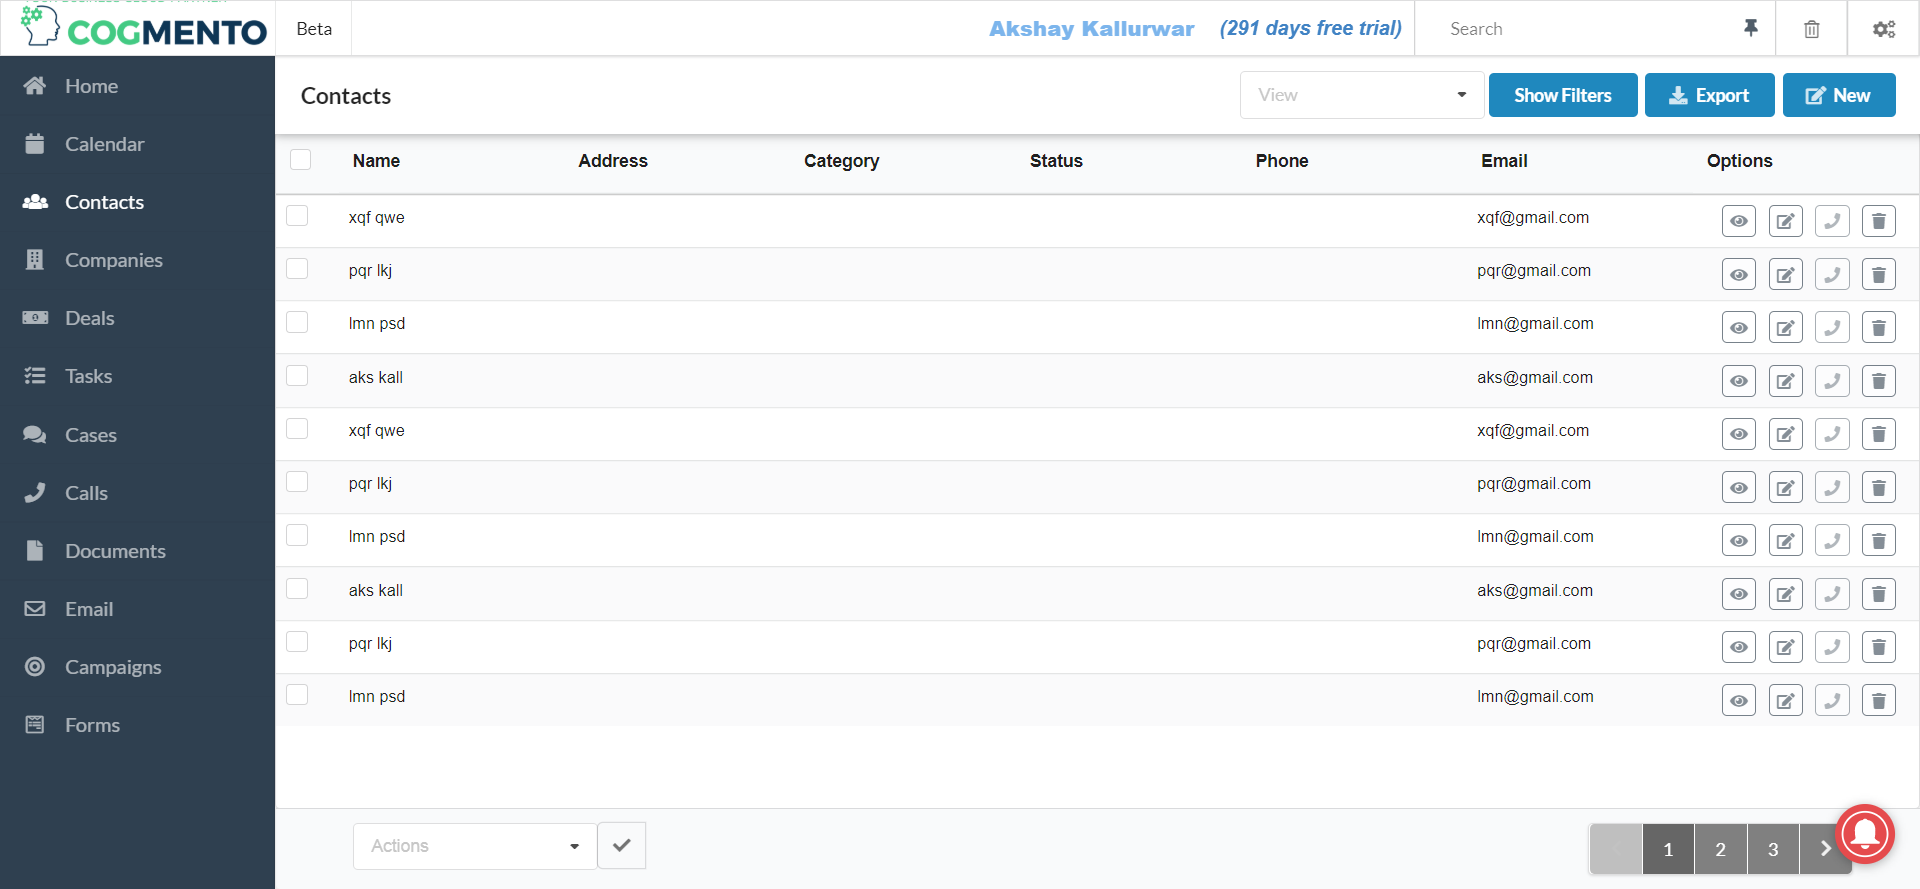 COGMENTO
Beta
Akshay Kallurwar (291 days free trial)
Search
Home
Calendar
Contacts
Companies
Deals
Tasks
Cases
Calls
Documents
Email
Campaigns
Forms
Contacts
View
Show Filters
Export
New
Name Address Category Status Phone Email Options
xqf qwe xqf@gmail.com
pqr lkj pqr@gmail.com
lmn psd lmn@gmail.com
aks kall aks@gmail.com
xqf qwe xqf@gmail.com
pqr lkj pqr@gmail.com
lmn psd lmn@gmail.com
aks kall aks@gmail.com
pqr lkj pqr@gmail.com
lmn psd lmn@gmail.com
Actions
1 2 3